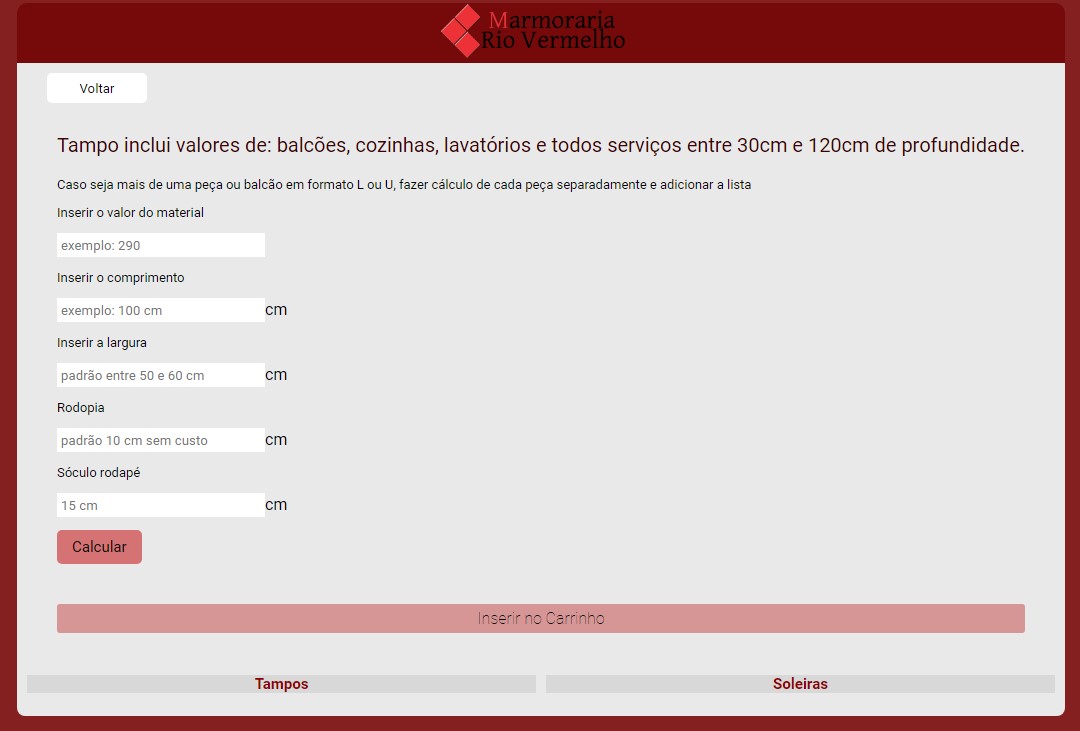 Marmoraria
Rio Vermelho
Voltar
Tampo inclui valores de: balcões, cozinhas, lavatórios e todos serviços entre 30cm e 120cm de profundidade.
Caso seja mais de uma peça ou balcão em formato L ou U, fazer cálculo de cada peça separadamente e adicionar a lista
Inserir o valor do material
exemplo: 290
Inserir o comprimento
exemplo: 100 cm cm
Inserir a largura
padrão entre 50 e 60 cm cm
Rodopia
padrão 10 cm sem custo cm
Sóculo rodapé
15 cm cm
Calcular
Inserir no Carrinho
Tampos Soleiras